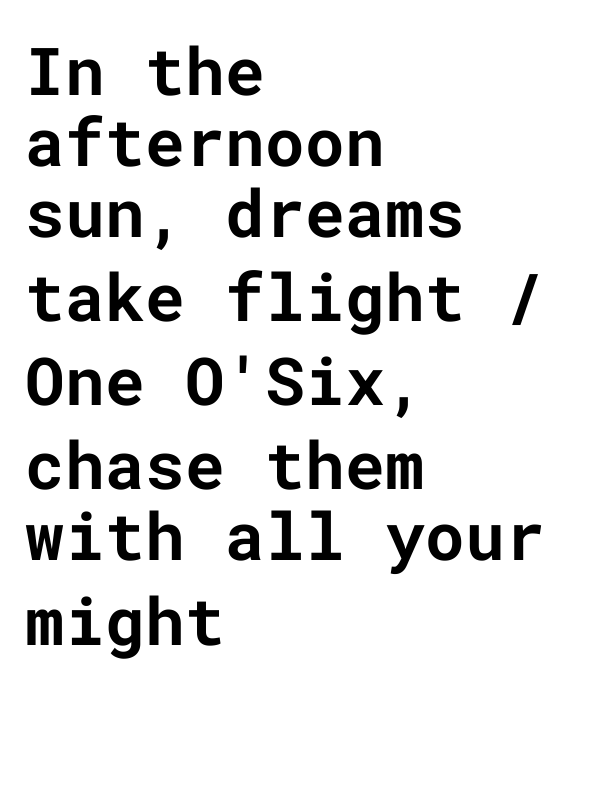 In the
afternoon
sun, dreams
take flight /
One O'Six,
chase them
with all your
might